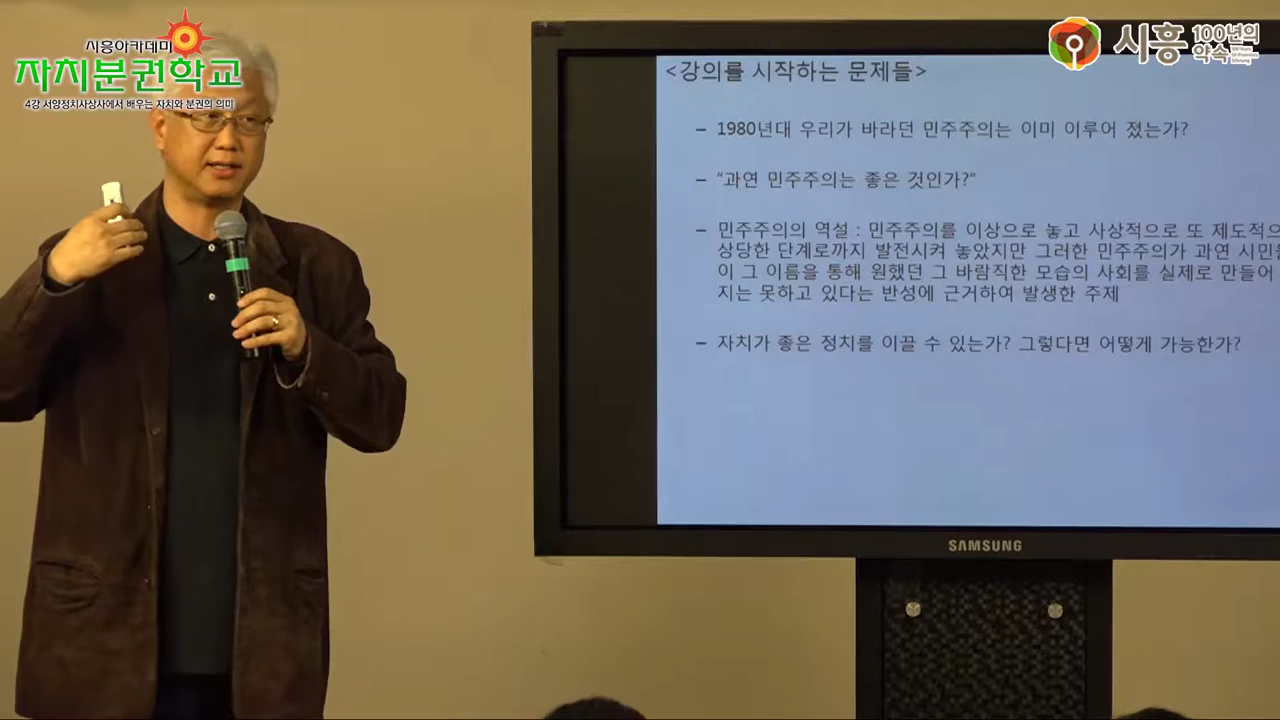 시흥아카데미
자치분권학교
4강 서양정치사상사에서 배우는 자치와 분권의 의미
시흥 100년의
약속
<강의를 시작하는 문제들>
– 1980년대 우리가 바라던 민주주의는 이미 이루어 졌는가?
– “과연 민주주의는 좋은 것인가?”
– 민주주의의 역설 : 민주주의를 이상으로 놓고 사상적으로 또 제도적으
상당한 단계로까지 발전시켜 놓았지만 그러한 민주주의가 과연 시민들
이 그 이름을 통해 원했던 그 바람직한 모습의 사회를 실제로 만들어
지는 못하고 있다는 반성에 근거하여 발생한 주제
– 자치가 좋은 정치를 이끌 수 있는가? 그렇다면 어떻게 가능한가?
SAMSUNG